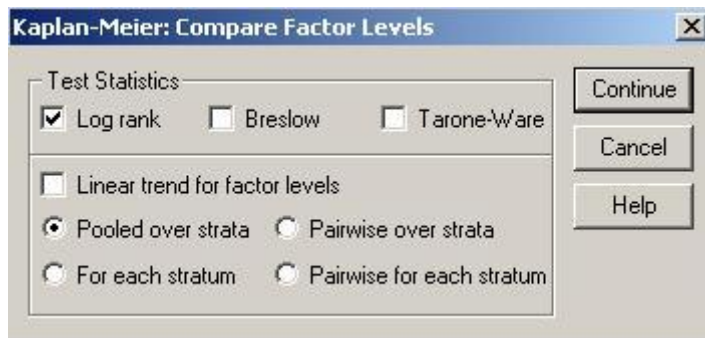 Kaplan-Meier: Compare Factor Levels
Test Statistics
Log rank Breslow Tarone-Ware
Linear trend for factor levels
Pooled over strata Pairwise over strata
For each stratum Pairwise for each stratum
Continue
Cancel
Help